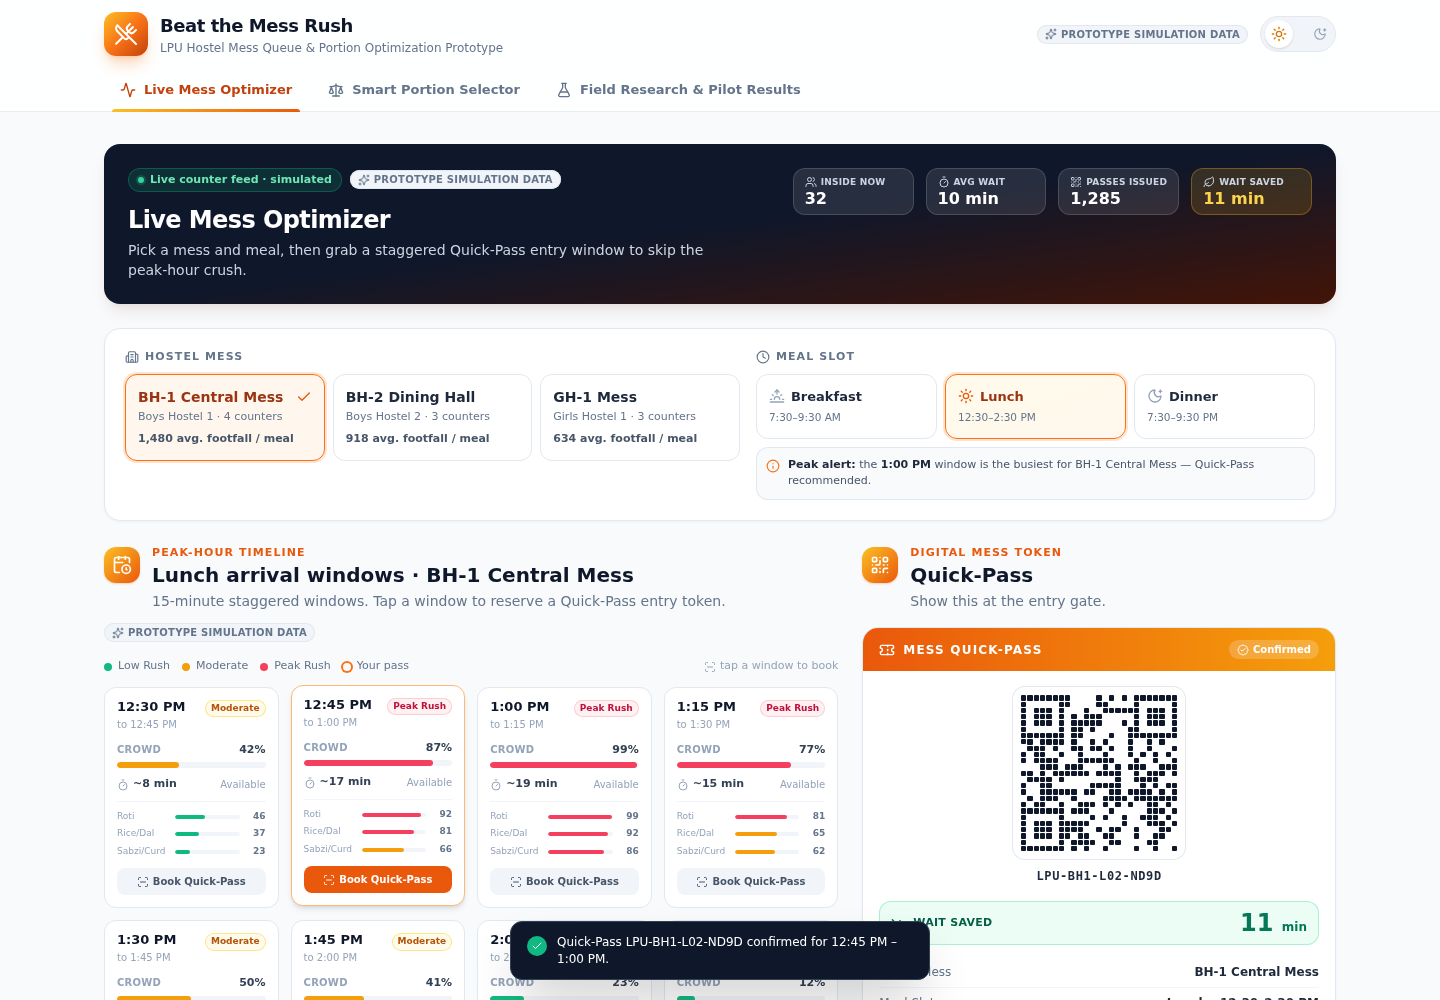 Beat the Mess Rush
LPU Hostel Mess Queue & Portion Optimization Prototype
PROTOTYPE SIMULATION DATA
Live Mess Optimizer
Smart Portion Selector
Field Research & Pilot Results
Live counter feed · simulated
PROTOTYPE SIMULATION DATA
Live Mess Optimizer
Pick a mess and meal, then grab a staggered Quick-Pass entry window to skip the
peak-hour crush.
INSIDE NOW
32
AVG WAIT
10 min
PASSES ISSUED
1,285
WAIT SAVED
11 min
HOSTEL MESS
BH-1 Central Mess
Boys Hostel 1 · 4 counters
1,480 avg. footfall / meal
BH-2 Dining Hall
Boys Hostel 2 · 3 counters
918 avg. footfall / meal
GH-1 Mess
Girls Hostel 1 · 3 counters
634 avg. footfall / meal
MEAL SLOT
Breakfast
7:30–9:30 AM
Lunch
12:30–2:30 PM
Dinner
7:30–9:30 PM
Peak alert: the 1:00 PM window is the busiest for BH-1 Central Mess — Quick-Pass
recommended.
PEAK-HOUR TIMELINE
Lunch arrival windows · BH-1 Central Mess
15-minute staggered windows. Tap a window to reserve a Quick-Pass entry token.
PROTOTYPE SIMULATION DATA
Low Rush
Moderate
Peak Rush
Your pass
tap a window to book
12:30 PM
Moderate
to 12:45 PM
CROWD
42%
~8 min
Available
Roti
46
Rice/Dal
37
Sabzi/Curd
23
Book Quick-Pass
12:45 PM
Peak Rush
to 1:00 PM
CROWD
87%
~17 min
Available
Roti
92
Rice/Dal
81
Sabzi/Curd
66
Book Quick-Pass
1:00 PM
Peak Rush
to 1:15 PM
CROWD
99%
~19 min
Available
Roti
99
Rice/Dal
92
Sabzi/Curd
86
Book Quick-Pass
1:15 PM
Peak Rush
to 1:30 PM
CROWD
77%
~15 min
Available
Roti
81
Rice/Dal
65
Sabzi/Curd
62
Book Quick-Pass
1:30 PM
Moderate
to 1:45 PM
CROWD
50%
1:45 PM
Moderate
to 2:00 PM
CROWD
41%
CROWD
23%
CROWD
12%
DIGITAL MESS TOKEN
Quick-Pass
Show this at the entry gate.
MESS QUICK-PASS
Confirmed
LPU-BH1-L02-ND9D
WAIT SAVED
11 min
BH-1 Central Mess
Quick-Pass LPU-BH1-L02-ND9D confirmed for 12:45 PM –
1:00 PM.